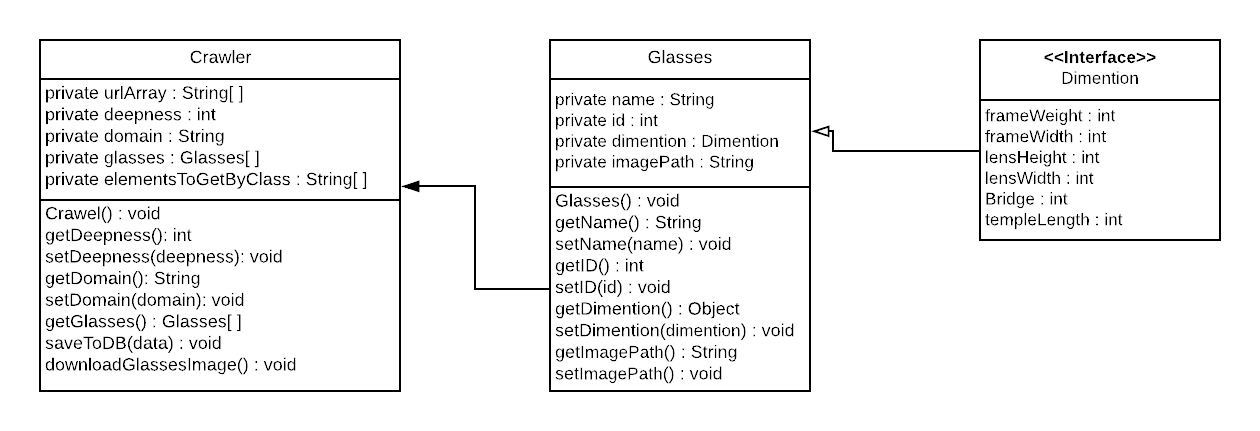 Crawler
private urlArray : String[ ]
private deepness : int
private domain : String
private glasses : Glasses[ ]
private elementsToGetByClass : String[ ]
Crawel() : void
getDeepness(): int
setDeepness(deepness): void
getDomain(): String
setDomain(domain): void
getGlasses() : Glasses[ ]
saveToDB(data) : void
downloadGlassesImage() : void
Glasses
private name : String
private id : int
private dimention : Dimention
private imagePath : String
Glasses() : void
getName() : String
setName(name) : void
getID() : int
setID(id) : void
getDimention() : Object
setDimention(dimention) : void
getImagePath() : String
setImagePath() : void
<<Interface>>
Dimention
frameWeight : int
frameWidth : int
lensHeight : int
lensWidth : int
Bridge : int
templeLength : int